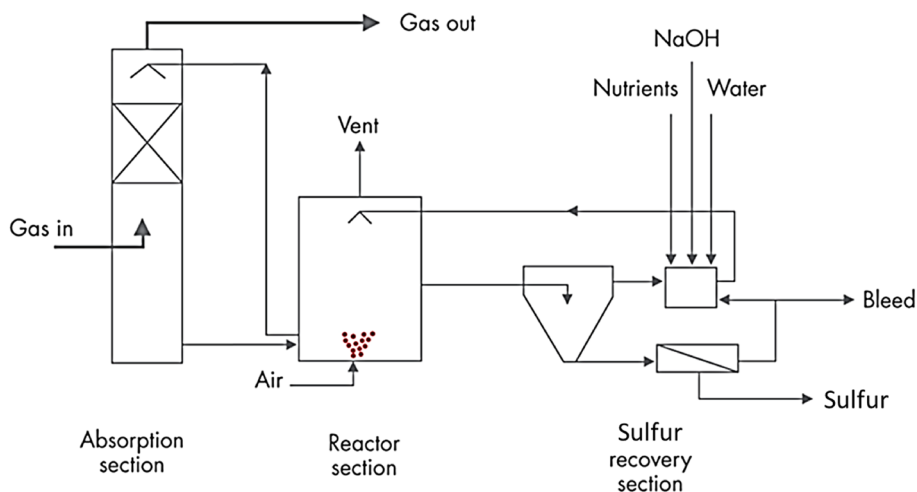 Gas out
NaOH
Nutrients
Water
Vent
Gas in
Bleed
Air
Sulfur
Absorption
section
Reactor
section
Sulfur
recovery
section